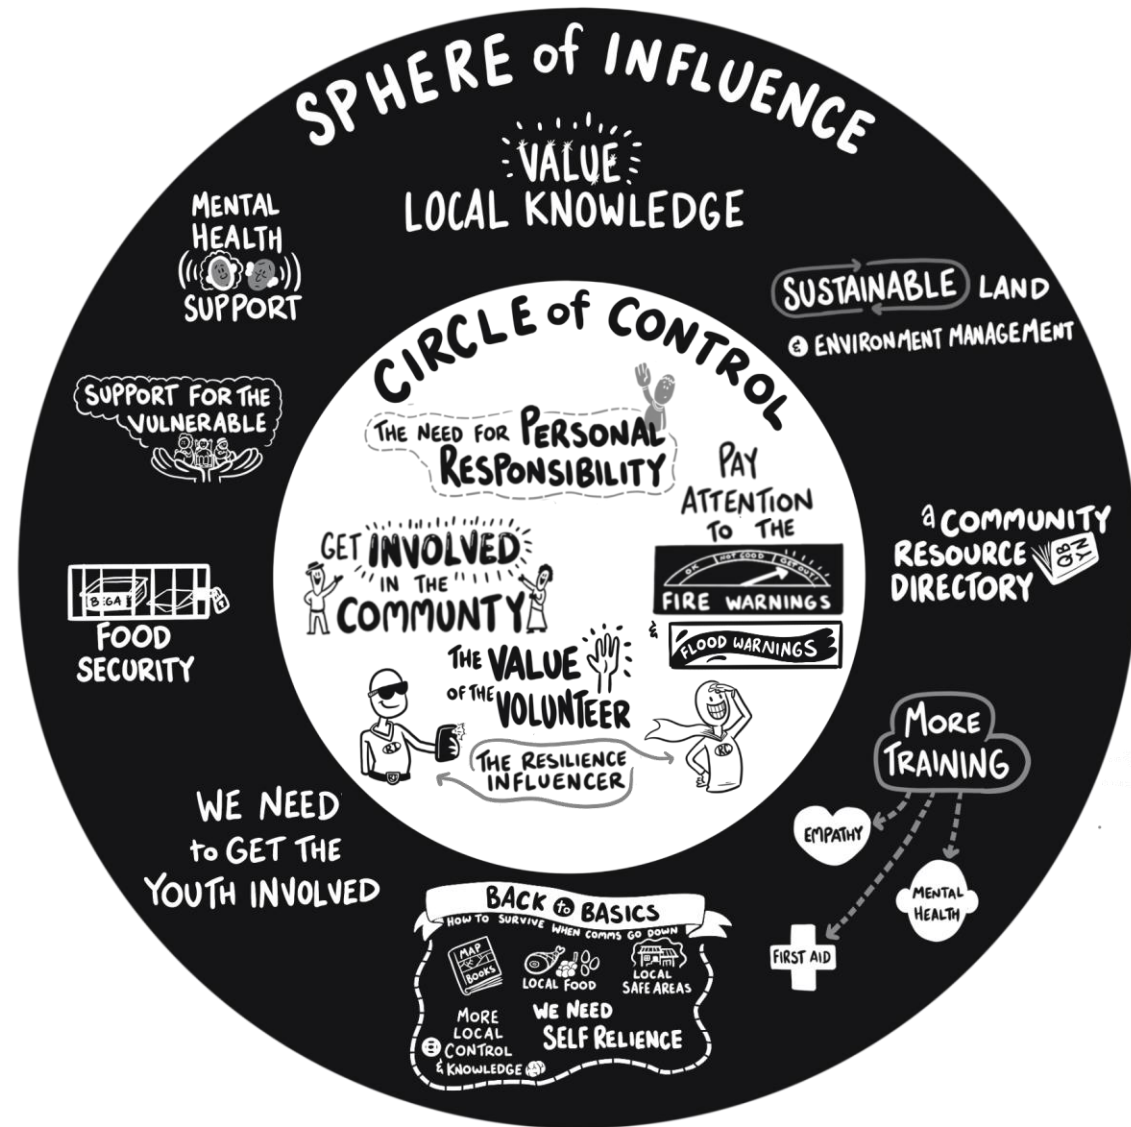 SPHERE of INFLUENCE
VALUE
LOCAL KNOWLEDGE
MENTAL
HEALTH
SUPPORT
SUSTAINABLE LAND
& ENVIRONMENT MANAGEMENT
SUPPORT FOR THE
VULNERABLE
a COMMUNITY
RESOURCE
DIRECTORY
BEGA
FOOD
SECURITY
CIRCLE of CONTROL
THE NEED FOR PERSONAL
RESPONSIBILITY
PAY
ATTENTION
TO THE
OK NOT GOOD GET OUT!
FIRE WARNINGS
&
FLOOD WARNINGS
GET INVOLVED
IN THE
COMMUNTY
THE VALUE
OF THE
VOLUNTEER
THE RESILIENCE
INFLUENCER
RI
MORE
TRAINING
EMPATHY
MENTAL
HEALTH
FIRST AID
WE NEED
to GET THE
YOUTH INVOLVED
BACK to BASICS
HOW TO SURVIVE WHEN COMMS GO DOWN
MAP
BOOKS
LOCAL FOOD
LOCAL
SAFE AREAS
MORE
LOCAL
CONTROL
& KNOWLEDGE
WE NEED
SELF RELIENCE